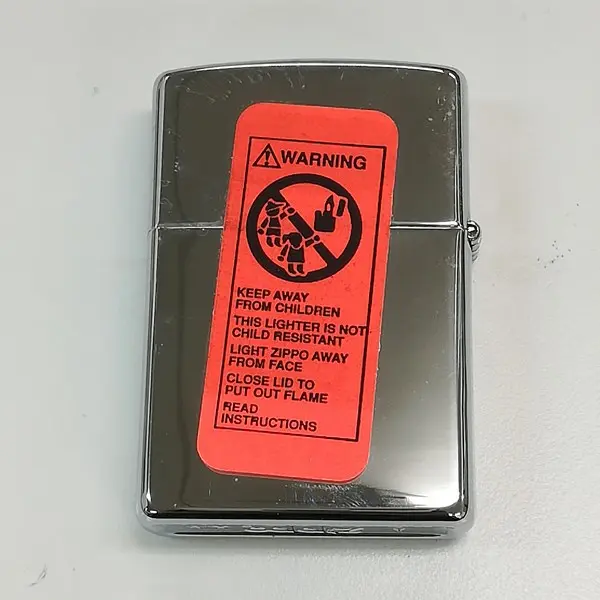 WARNING
KEEP AWAY
FROM CHILDREN
THIS LIGHTER IS NOT
CHILD RESISTANT
LIGHT ZIPPO AWAY
FROM FACE
CLOSE LID TO
PUT OUT FLAME
READ
INSTRUCTIONS